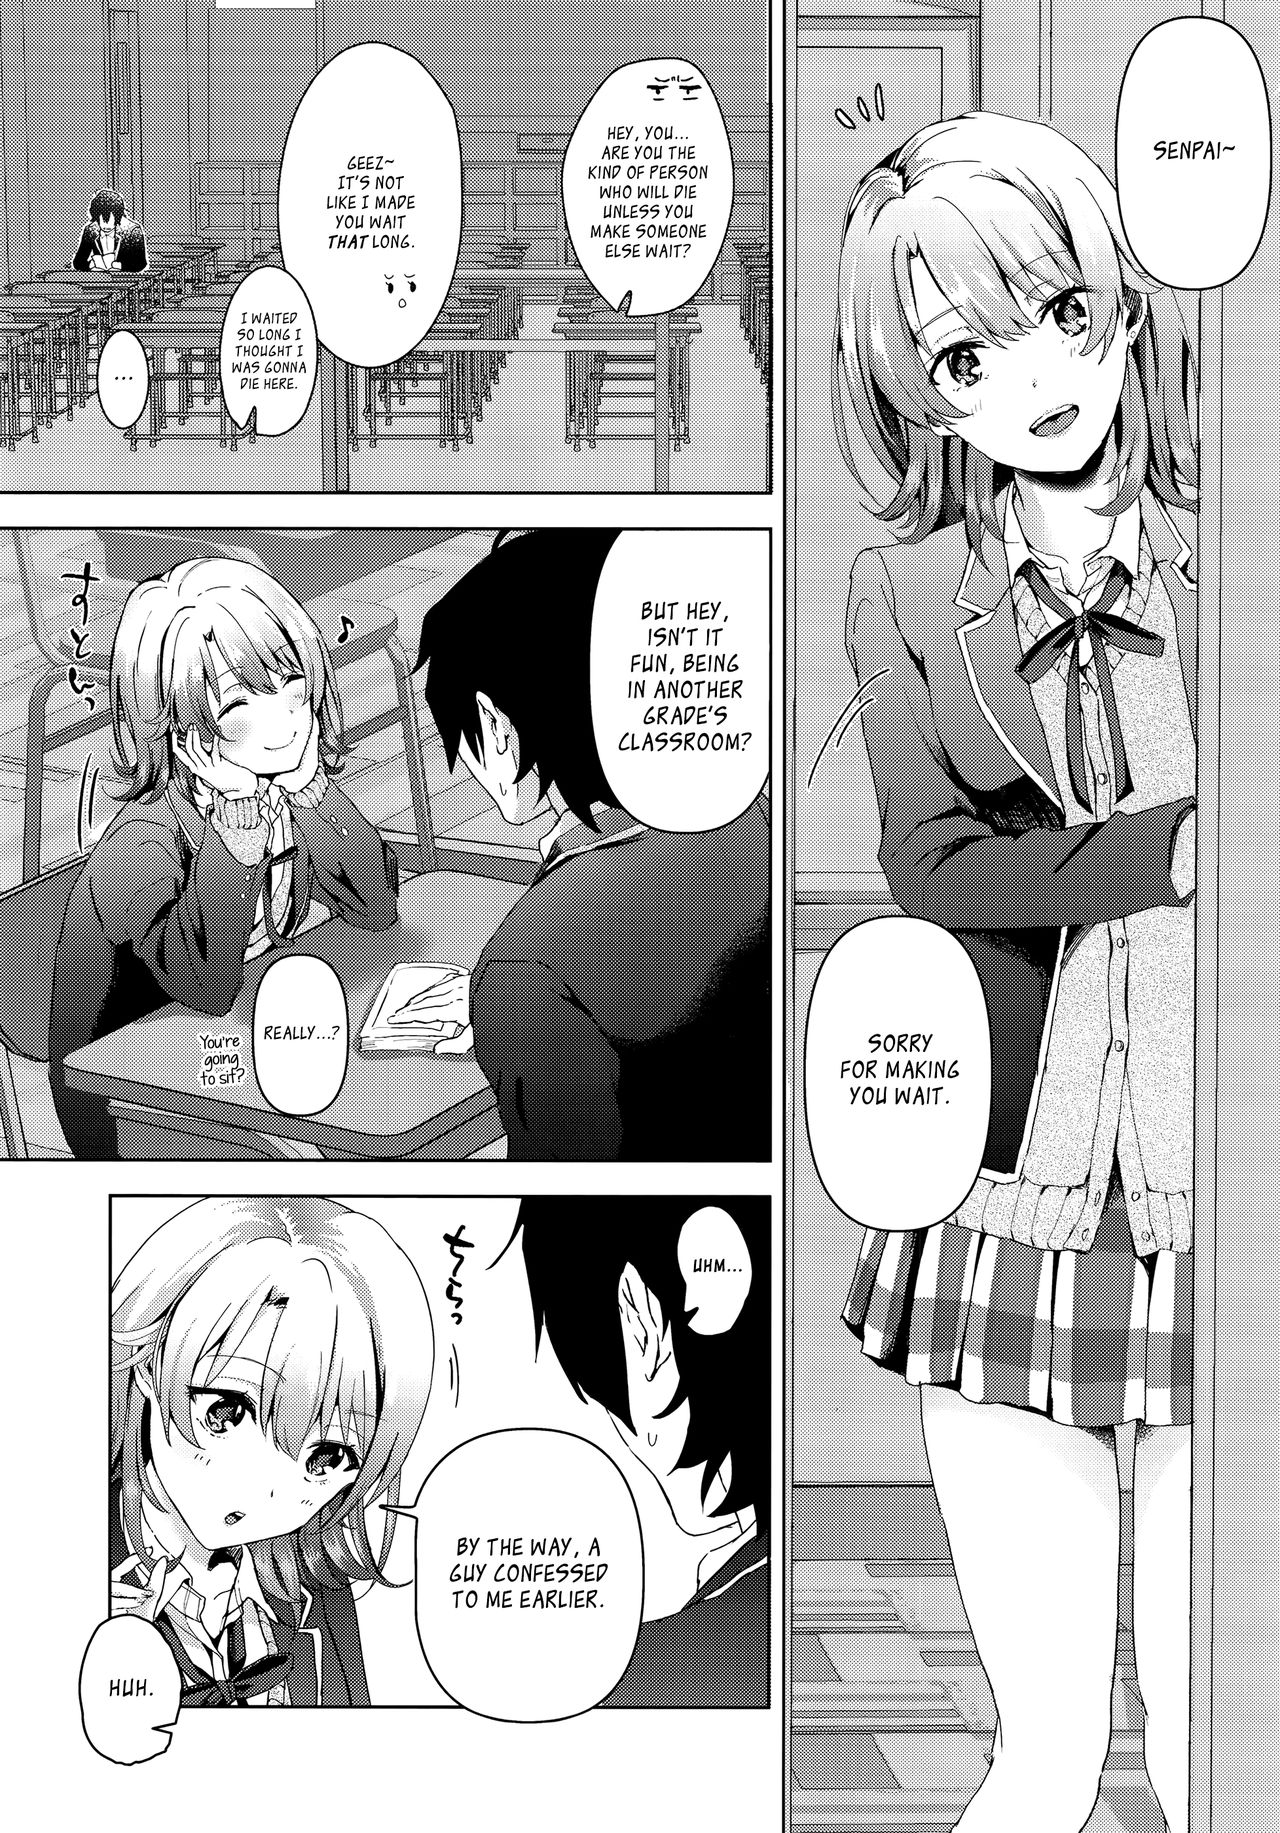 SENPAI~
SORRY
FOR MAKING
YOU WAIT.
HEY, YOU...
ARE YOU THE
KIND OF PERSON
WHO WILL DIE
UNLESS YOU
MAKE SOMEONE
ELSE WAIT?
GEEZ~
IT'S NOT
LIKE I MADE
YOU WAIT
THAT LONG.
I WAITED
SO LONG I
THOUGHT I
WAS GONNA
DIE HERE.
...
BUT HEY,
ISN'T IT
FUN, BEING
IN ANOTHER
GRADE'S
CLASSROOM?
すとんっ
♪
REALLY...?
You're
going
to sit?
UHM...
ちらっ
BY THE WAY, A
GUY CONFESSED
TO ME EARLIER.
HUH.